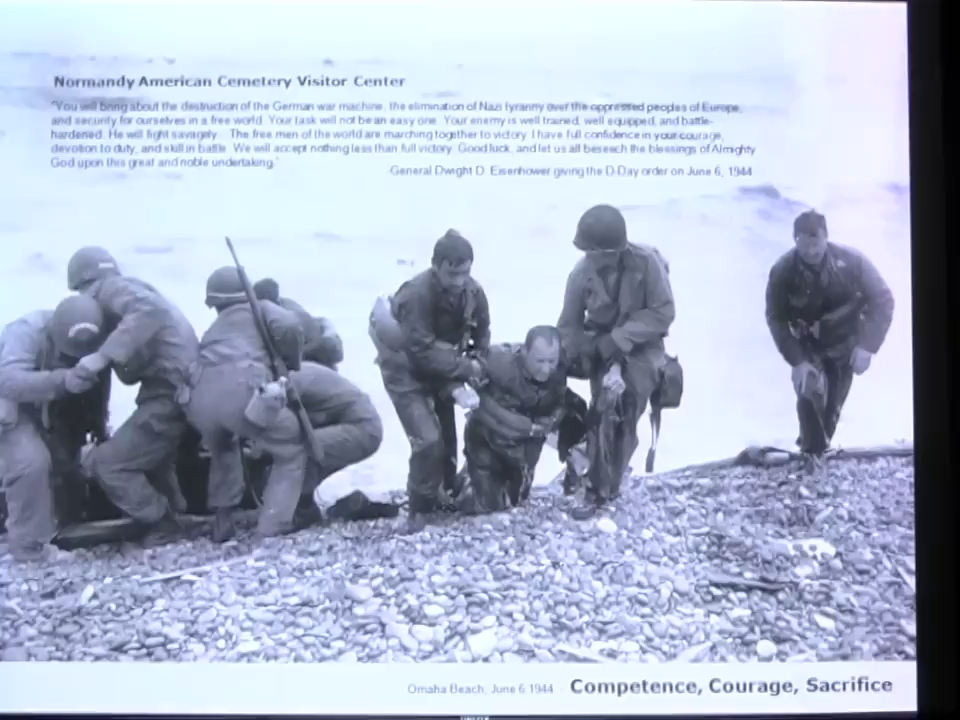 Normandy American Cemetery Visitor Center
"You will bring about the destruction of the German war machine, the elimination of Nazi tyranny over the oppressed peoples of Europe,
and security for ourselves in a free world. Your task will not be an easy one. Your enemy is well trained, well equipped, and battle-
hardened. He will fight savagely... The free men of the world are marching together to victory. I have full confidence in your courage,
devotion to duty, and skill in battle. We will accept nothing less than full victory. Good luck, and let us all beseech the blessings of Almighty
God upon this great and noble undertaking."
-General Dwight D. Eisenhower giving the D-Day order on June 6, 1944
Omaha Beach, June 6 1944 - Competence, Courage, Sacrifice